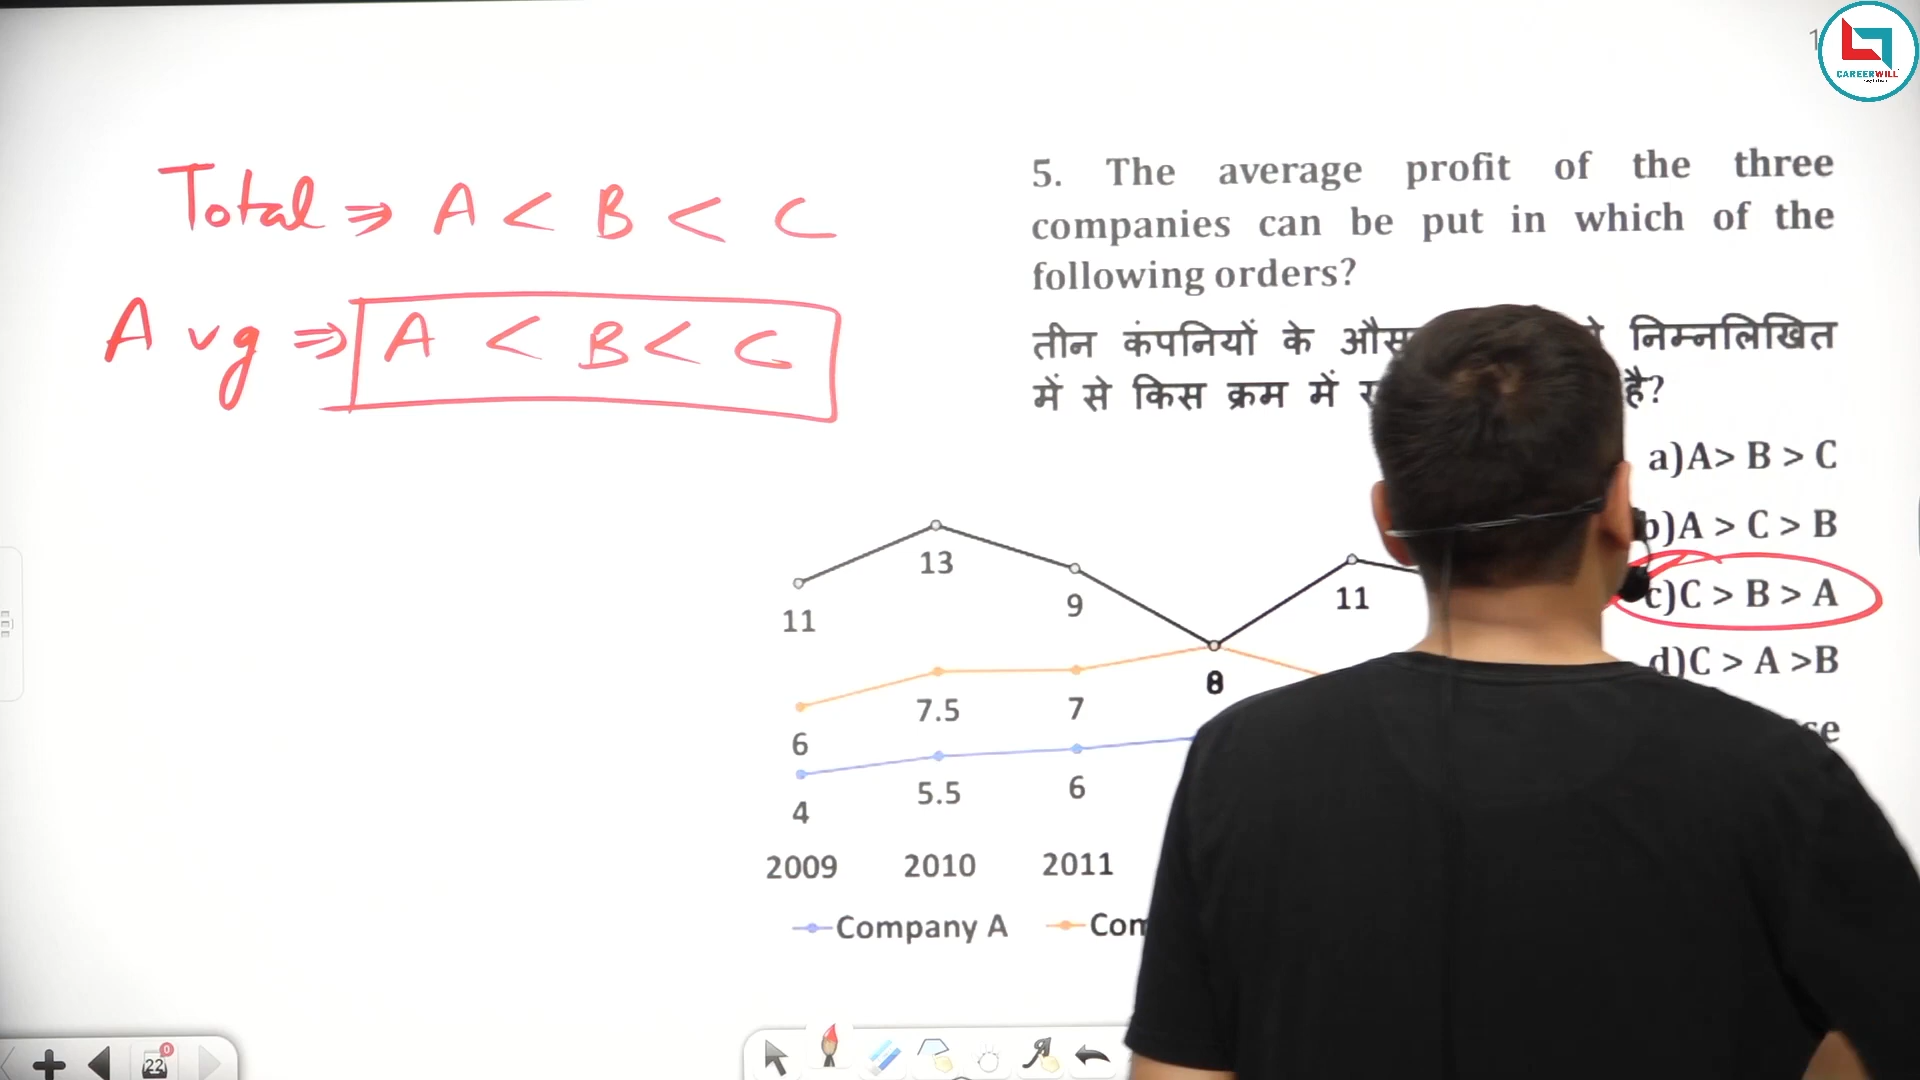 CAREERWILL
Total ⇒ A < B < C
Avg ⇒ A < B < C
5. The average profit of the three
companies can be put in which of the
following orders?
तीन कंपनियों के निम्नलिखित
में से किस क्रम में है?
a)A> B > C
b)A > C > B
c)C > B > A
d)C > A >B
13
11
9
11
8
7.5
7
6
5.5
6
4
2009 2010 2011
Company A
22
0